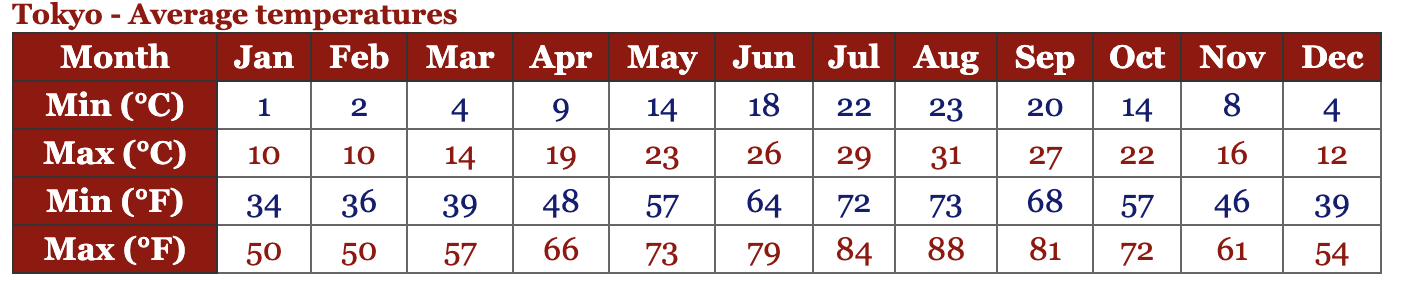 Tokyo - Average temperatures
Month Jan Feb Mar Apr May Jun Jul Aug Sep Oct Nov Dec
Min (°C) 1 2 4 9 14 18 22 23 20 14 8 4
Max (°C) 10 10 14 19 23 26 29 31 27 22 16 12
Min (°F) 34 36 39 48 57 64 72 73 68 57 46 39
Max (°F) 50 50 57 66 73 79 84 88 81 72 61 54